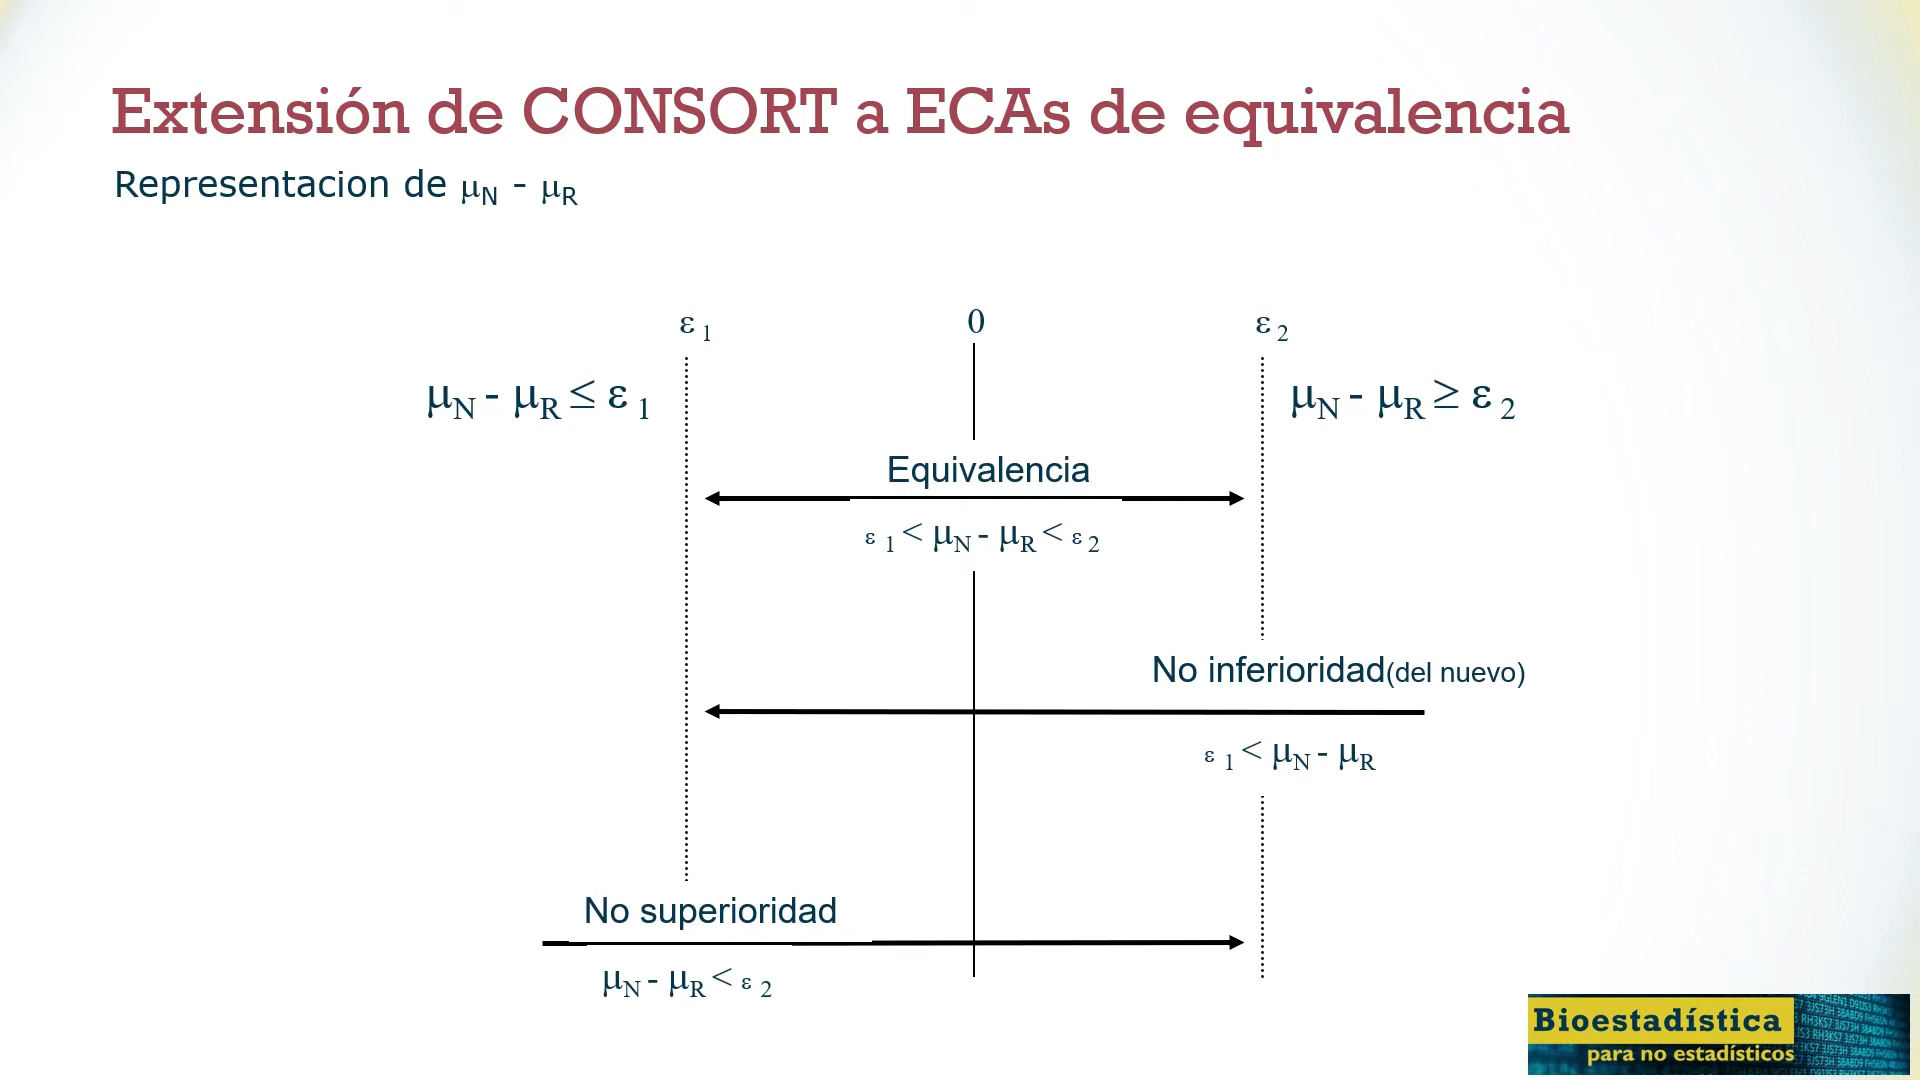 Extensión de CONSORT a ECAs de equivalencia
Representacion de μN - μR
ε 1 0 ε 2
μN - μR ≤ ε 1 μN - μR ≥ ε 2
Equivalencia
ε 1 < μN - μR < ε 2
No inferioridad(del nuevo)
ε 1 < μN - μR
No superioridad
μN - μR < ε 2
Bioestadística
para no estadísticos